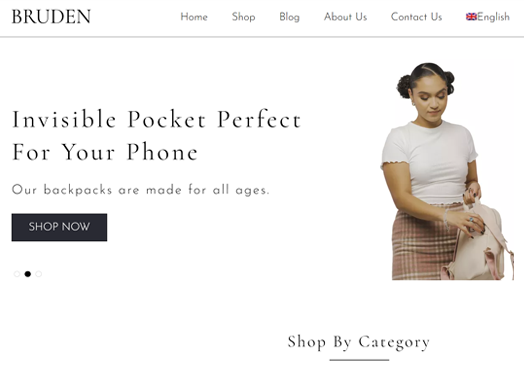 BRUDEN
Home Shop Blog About Us Contact Us English
Invisible Pocket Perfect
For Your Phone
Our backpacks are made for all ages.
SHOP NOW
Shop By Category